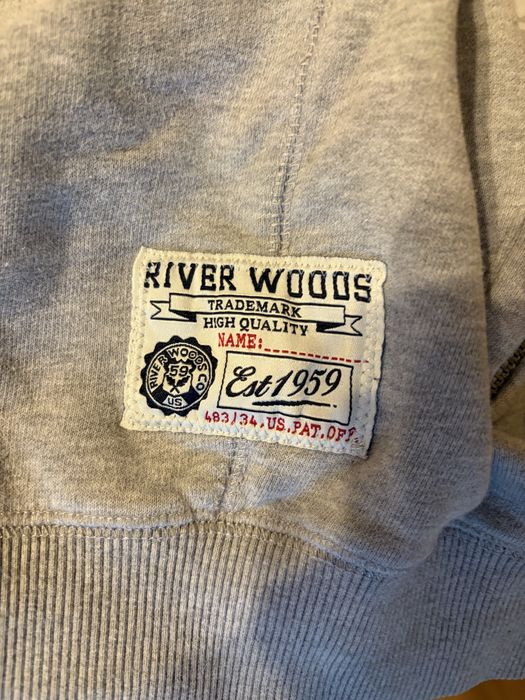 RIVER WOODS
TRADEMARK
HIGH QUALITY
NAME:
RIVER WOODS CO
59
US
Est 1959
483/34.US.PAT.OFF.